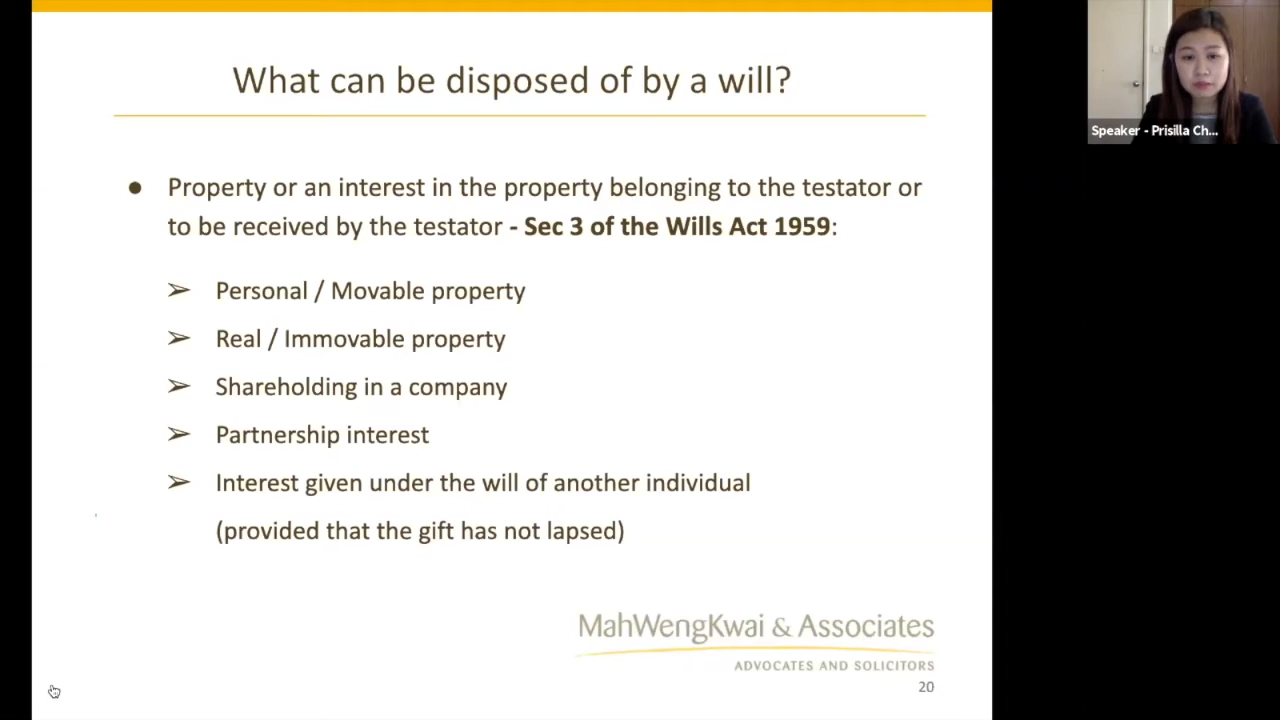 What can be disposed of by a will?
● Property or an interest in the property belonging to the testator or
to be received by the testator - Sec 3 of the Wills Act 1959:
➢ Personal / Movable property
➢ Real / Immovable property
➢ Shareholding in a company
➢ Partnership interest
➢ Interest given under the will of another individual
(provided that the gift has not lapsed)
MahWengKwai & Associates
ADVOCATES AND SOLICITORS
20
Speaker - Prisilla Ch...